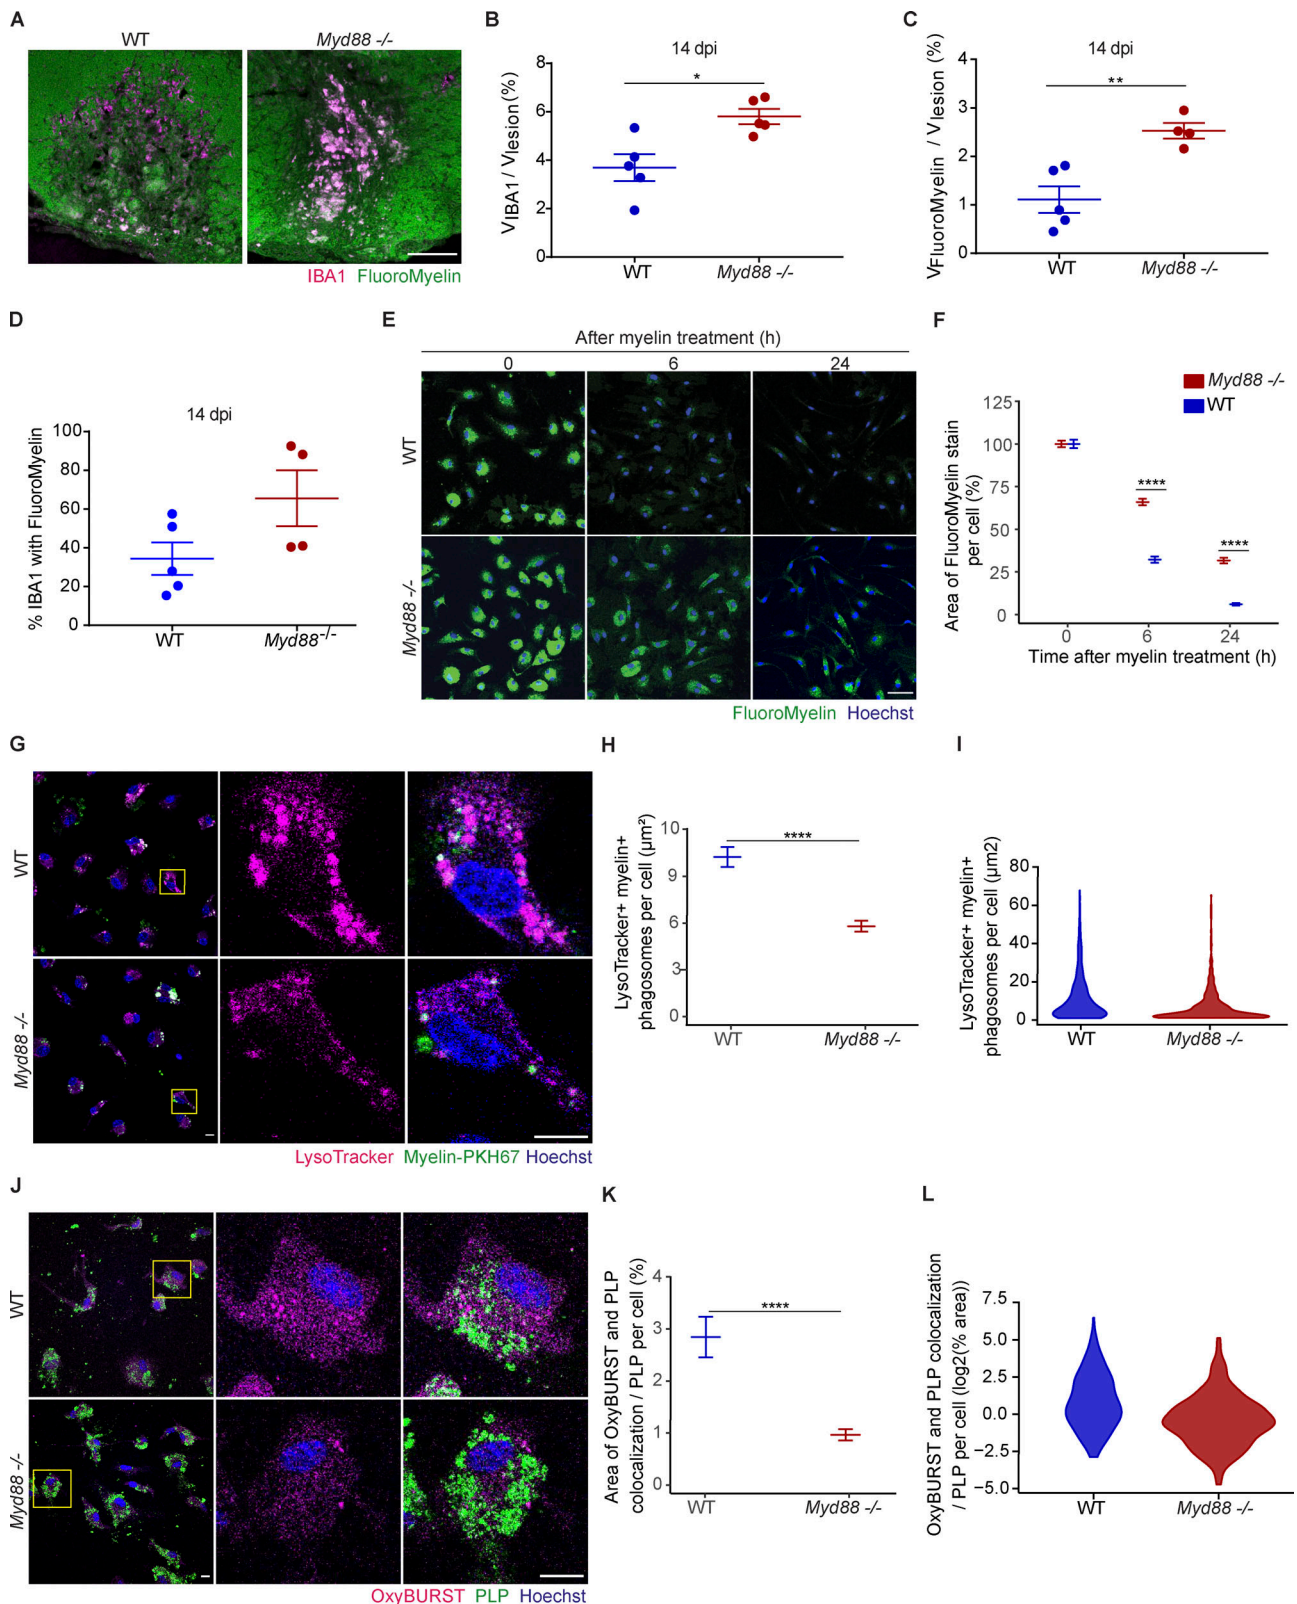 A
WT
Myd88 -/-
IBA1 FluoroMyelin
B
14 dpi
*
VIBA1 / Vlesion (%)
8
6
4
2
0
WT
Myd88 -/-
C
14 dpi
**
VFluoroMyelin / Vlesion (%)
4
3
2
1
0
WT
Myd88 -/-
D
14 dpi
% IBA1 with FluoroMyelin
100
80
60
40
20
0
WT
Myd88-/-
E
After myelin treatment (h)
0 6 24
WT
Myd88 -/-
FluoroMyelin Hoechst
F
Myd88 -/-
WT
Area of FluoroMyelin stain
per cell (%)
125
100
75
50
25
0
****
****
0 6 24
Time after myelin treatment (h)
G
WT
Myd88 -/-
LysoTracker Myelin-PKH67 Hoechst
H
LysoTracker+ myelin+
phagosomes per cell (µm²)
10
9
6
3
0
****
WT
Myd88 -/-
I
LysoTracker+ myelin+
phagosomes per cell (µm2)
80
60
40
20
0
WT
Myd88 -/-
J
WT
Myd88 -/-
OxyBURST PLP Hoechst
K
Area of OxyBURST and PLP
colocalization / PLP per cell (%)
4
3
2
1
0
****
WT
Myd88 -/-
L
OxyBURST and PLP colocalization
/ PLP per cell (log2(% area))
7.5
5.0
2.5
0.0
−2.5
−5.0
WT
Myd88 -/-